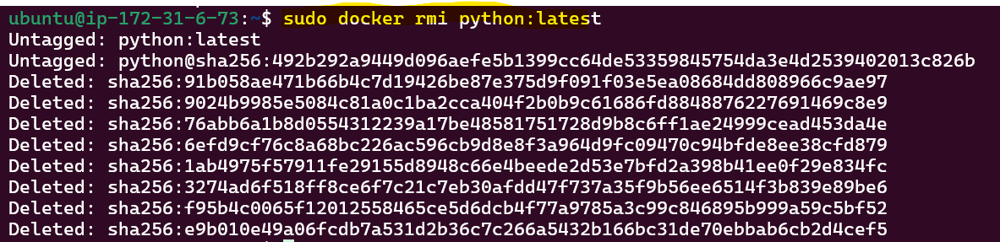 ubuntu@ip-172-31-6-73:~$ sudo docker rmi python:latest
Untagged: python:latest
Untagged: python@sha256:492b292a9449d096aefe5b1399cc64de53359845754da3e4d2539402013c826b
Deleted: sha256:91b058ae471b66b4c7d19426be87e375d9f091f03e5ea08684dd808966c9ae97
Deleted: sha256:9024b9985e5084c81a0c1ba2cca404f2b0b9c61686fd8848876227691469c8e9
Deleted: sha256:76abb6a1b8d0554312239a17be48581751728d9b8c6ff1ae24999cead453da4e
Deleted: sha256:6efd9cf76c8a68bc226ac596cb9d8e8f3a964d9fc09470c94bfde8ee38cfd879
Deleted: sha256:1ab4975f57911fe29155d8948c66e4beede2d53e7bfd2a398b41ee0f29e834fc
Deleted: sha256:3274ad6f518ff8ce6f7c21c7eb30afdd47f737a35f9b56ee6514f3b839e89be6
Deleted: sha256:f95b4c0065f12012558465ce5d6dcb4f77a9785a3c99c846895b999a59c5bf52
Deleted: sha256:e9b010e49a06fcdb7a531d2b36c7c266a5432b166bc31de70ebbab6cb2d4cef5